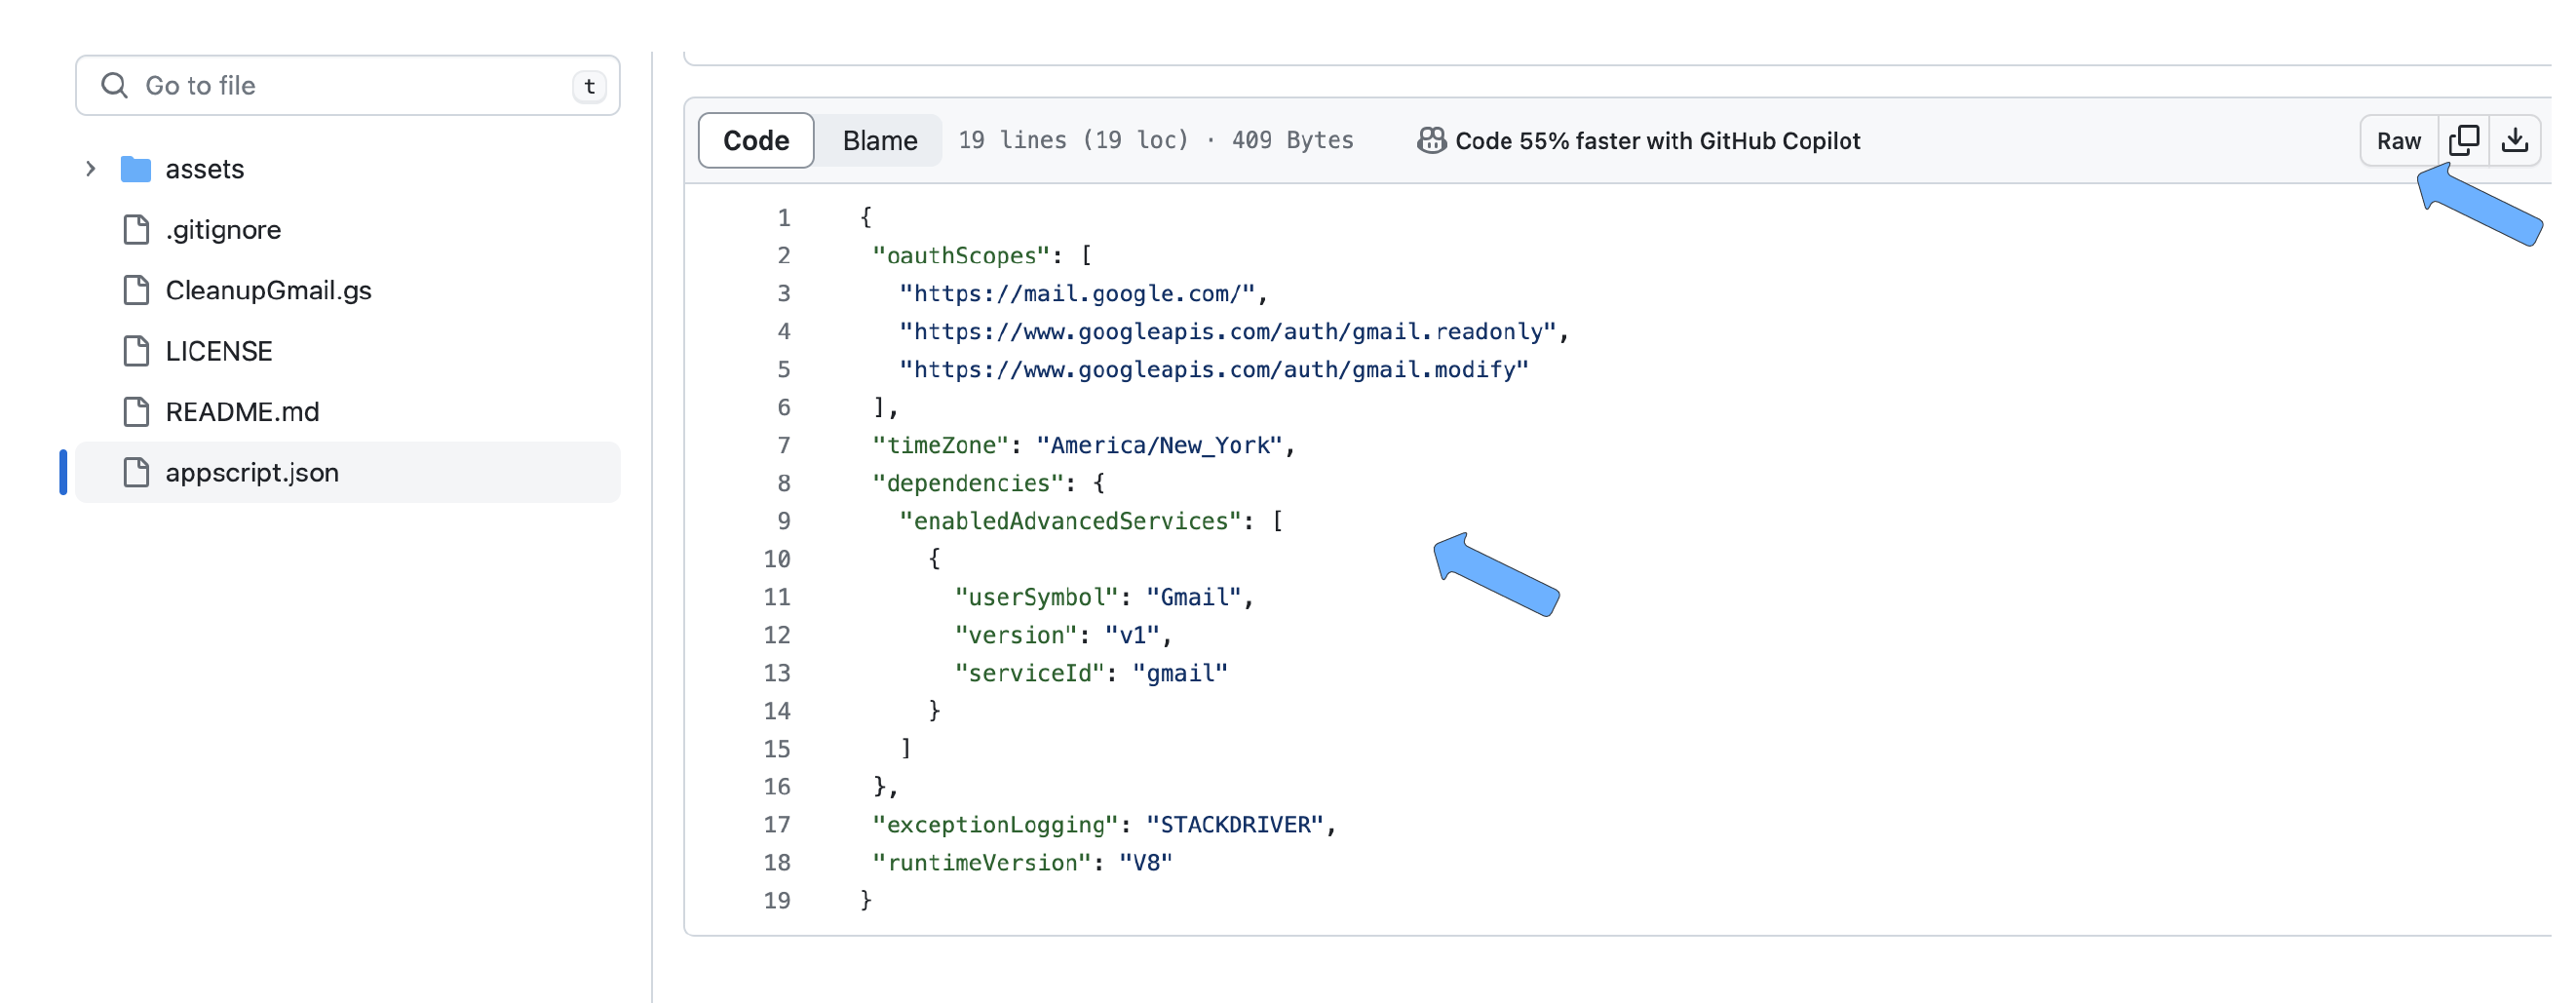 Go to file
t
assets
.gitignore
CleanupGmail.gs
LICENSE
README.md
appscript.json
Code
Blame
19 lines (19 loc) · 409 Bytes
Code 55% faster with GitHub Copilot
Raw
1 {
2 "oauthScopes": [
3 "https://mail.google.com/",
4 "https://www.googleapis.com/auth/gmail.readonly",
5 "https://www.googleapis.com/auth/gmail.modify"
6 ],
7 "timeZone": "America/New_York",
8 "dependencies": {
9 "enabledAdvancedServices": [
10 {
11 "userSymbol": "Gmail",
12 "version": "v1",
13 "serviceId": "gmail"
14 }
15 ]
16 },
17 "exceptionLogging": "STACKDRIVER",
18 "runtimeVersion": "V8"
19 }